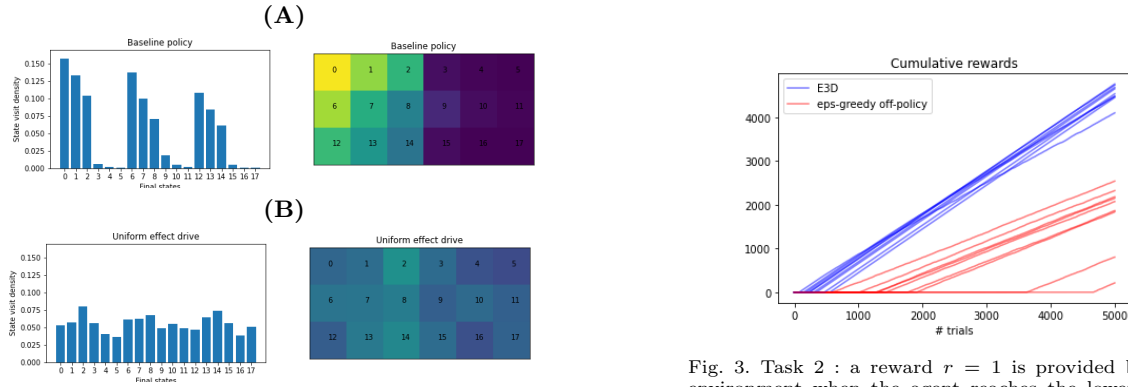 (A)
Baseline policy
State visit density
0.150
0.125
0.100
0.075
0.050
0.025
0.000
0 1 2 3 4 5 6 7 8 9 10 11 12 13 14 15 16 17
Final states
Baseline policy
0 1 2 3 4 5
6 7 8 9 10 11
12 13 14 15 16 17
(B)
Uniform effect drive
State visit density
0.150
0.125
0.100
0.075
0.050
0.025
0.000
0 1 2 3 4 5 6 7 8 9 10 11 12 13 14 15 16 17
Final states
Uniform effect drive
0 1 2 3 4 5
6 7 8 9 10 11
12 13 14 15 16 17
Cumulative rewards
E3D
eps-greedy off-policy
4000
3000
2000
1000
0
0 1000 2000 3000 4000 5000
# trials
Fig. 3. Task 2 : a reward r = 1 is provided
environment when the agent reaches the